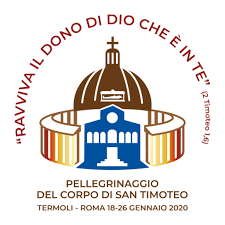 “RAVVIVA IL DONO DI DIO CHE È IN TE”
(2 Timoteo 1,6)
PELLEGRINAGGIO
DEL CORPO DI SAN TIMOTEO
TERMOLI - ROMA 18-26 GENNAIO 2020